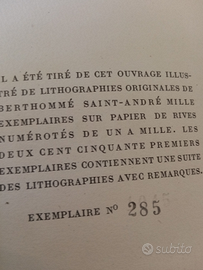 IL A ÉTÉ TIRÉ DE CET OUVRAGE ILLUS-
TRÉ DE LITHOGRAPHIES ORIGINALES DE
BERTHOMMÉ SAINT-ANDRÉ MILLE
EXEMPLAIRES SUR PAPIER DE RIVES
NUMÉROTÉS DE UN A MILLE. LES
DEUX CENT CINQUANTE PREMIERS
EXEMPLAIRES CONTIENNENT UNE SUITE
DES LITHOGRAPHIES AVEC REMARQUES.
EXEMPLAIRE Nº 285
subito